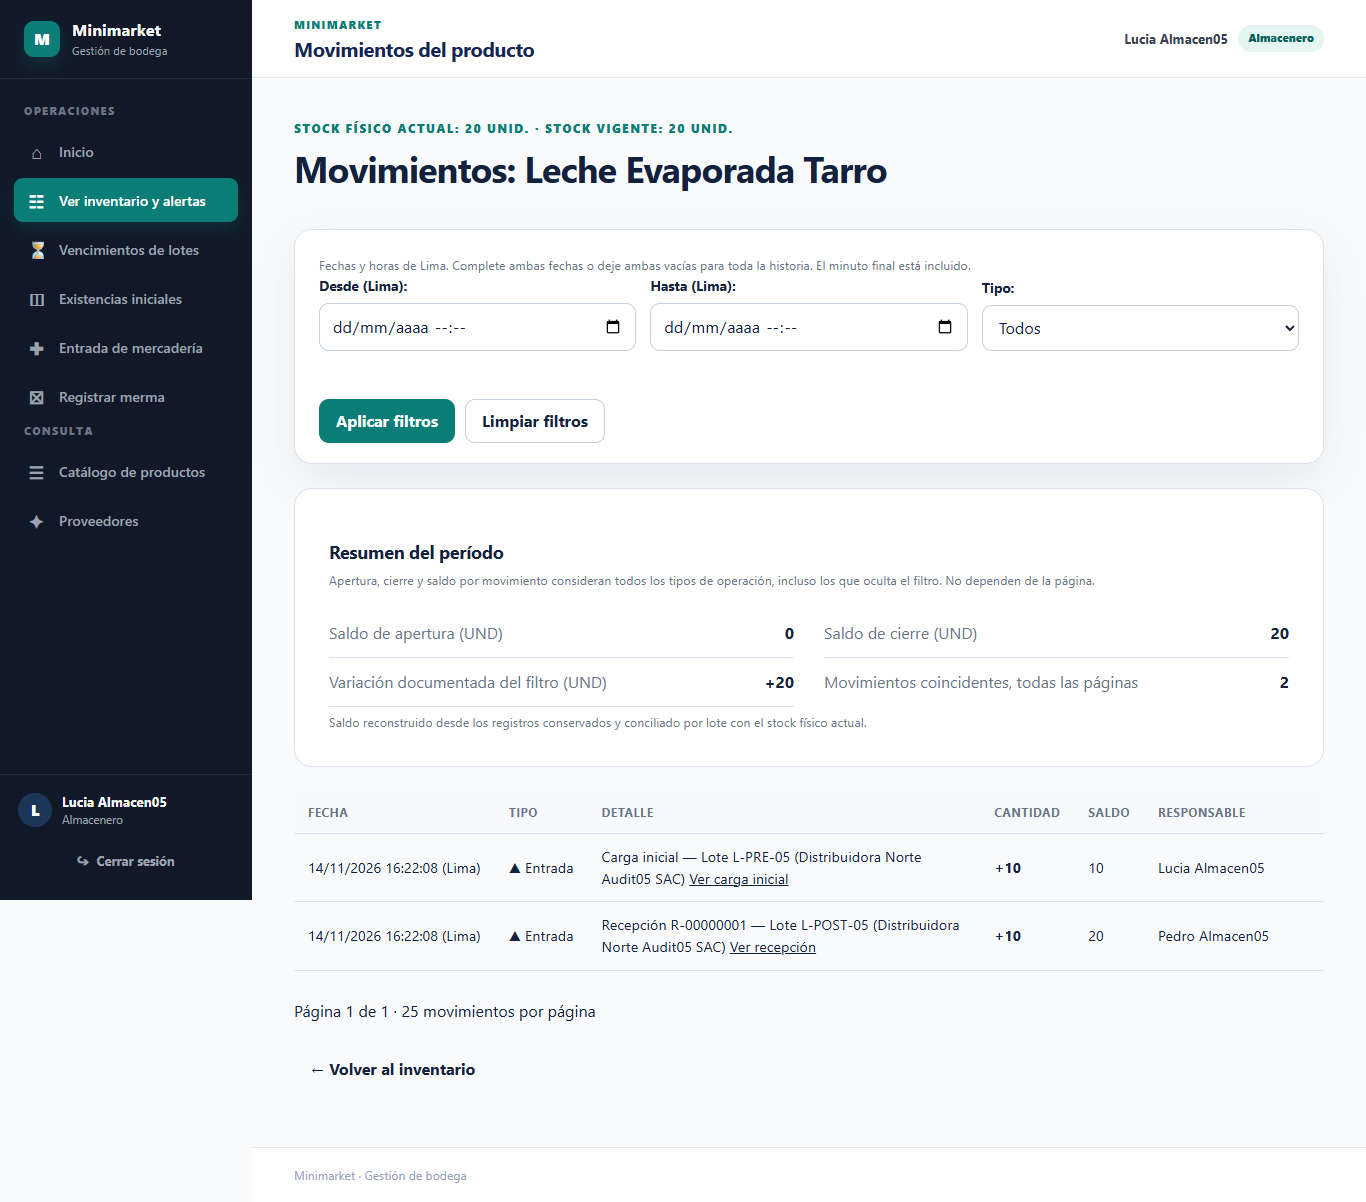 M
Minimarket
Gestión de bodega
OPERACIONES
Inicio
Ver inventario y alertas
Vencimientos de lotes
Existencias iniciales
Entrada de mercadería
Registrar merma
CONSULTA
Catálogo de productos
Proveedores
L
Lucia Almacen05
Almacenero
Cerrar sesión
MINIMARKET
Movimientos del producto
Lucia Almacen05 Almacenero
STOCK FÍSICO ACTUAL: 20 UNID. · STOCK VIGENTE: 20 UNID.
Movimientos: Leche Evaporada Tarro
Fechas y horas de Lima. Complete ambas fechas o deje ambas vacías para toda la historia. El minuto final está incluido.
Desde (Lima): Hasta (Lima): Tipo:
dd/mm/aaaa --:-- dd/mm/aaaa --:-- Todos
Aplicar filtros Limpiar filtros
Resumen del período
Apertura, cierre y saldo por movimiento consideran todos los tipos de operación, incluso los que oculta el filtro. No dependen de la página.
Saldo de apertura (UND) 0 Saldo de cierre (UND) 20
Variación documentada del filtro (UND) +20 Movimientos coincidentes, todas las páginas 2
Saldo reconstruido desde los registros conservados y conciliado por lote con el stock físico actual.
FECHA TIPO DETALLE CANTIDAD SALDO RESPONSABLE
14/11/2026 16:22:08 (Lima) ▲ Entrada Carga inicial — Lote L-PRE-05 (Distribuidora Norte +10 10 Lucia Almacen05
Audit05 SAC) Ver carga inicial
14/11/2026 16:22:08 (Lima) ▲ Entrada Recepción R-00000001 — Lote L-POST-05 (Distribuidora +10 20 Pedro Almacen05
Norte Audit05 SAC) Ver recepción
Página 1 de 1 · 25 movimientos por página
← Volver al inventario
Minimarket · Gestión de bodega